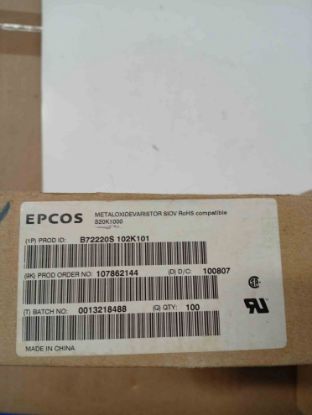 EPCOS
METALOXIDEVARISTOR SIOV RoHS compatible
S20K1000
(1P) PROD ID: B72220S 102K101
(9K) PROD ORDER NO: 107862144 (D) D/C: 100807
(T) BATCH NO: 0013218488 (Q) QTY: 100
MADE IN CHINA